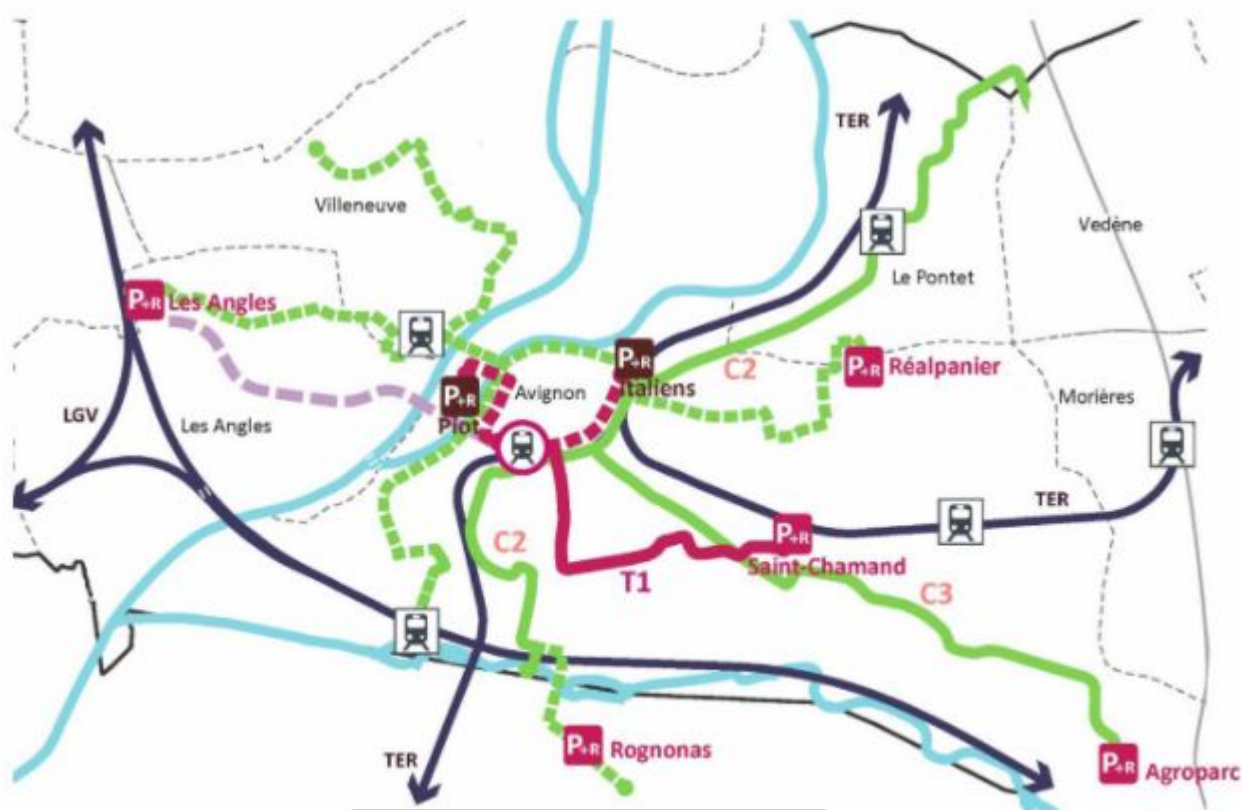 TER
Villeneuve
Vedène
Le Pontet
P+R Les Angles
P+R Italiens
C2
P+R Réalpanier
P+R Piot
Avignon
Morières
LGV
Les Angles
TER
C2
P+R Saint-Chamand
T1
C3
TER
P+R Rognonas
P+R Agroparc